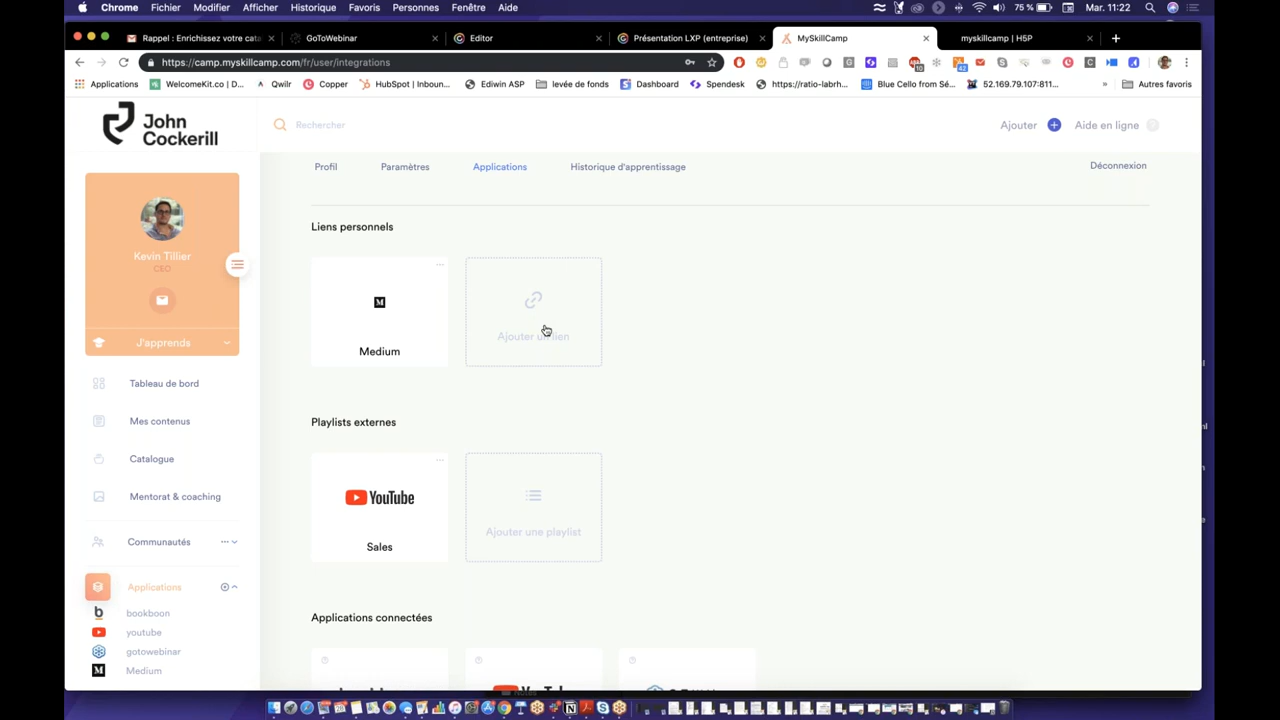 Chrome Fichier Modifier Afficher Historique Favoris Personnes Fenêtre Aide 75 % Mar. 11:22
Rappel : Enrichissez votre cata GoToWebinar Editor Présentation LXP (entreprise) MySkillCamp myskillcamp | H5P
https://camp.myskillcamp.com/fr/user/integrations
Applications WelcomeKit.co | D... Qwilr Copper HubSpot | Inboun... Ediwin ASP levée de fonds Dashboard Spendesk https://ratio-labrh... Blue Cello from Sé... 52.169.79.107:811... » Autres favoris
John
Cockerill
Rechercher
Ajouter Aide en ligne
Profil Paramètres Applications Historique d'apprentissage Déconnexion
Liens personnels
Kevin Tillier
CEO
J'apprends
Medium
Ajouter un lien
Tableau de bord
Mes contenus
Catalogue
Mentorat & coaching
Communautés
Applications
bookboon
youtube
gotowebinar
Medium
Playlists externes
YouTube
Sales
Ajouter une playlist
Applications connectées